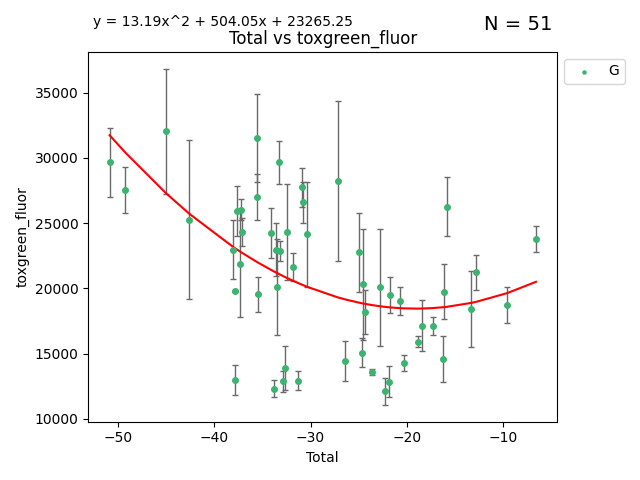 y = 13.19x^2 + 504.05x + 23265.25
N = 51
Total vs toxgreen_fluor
G
toxgreen_fluor
35000
30000
25000
20000
15000
10000
−50
−40
−30
−20
−10
Total